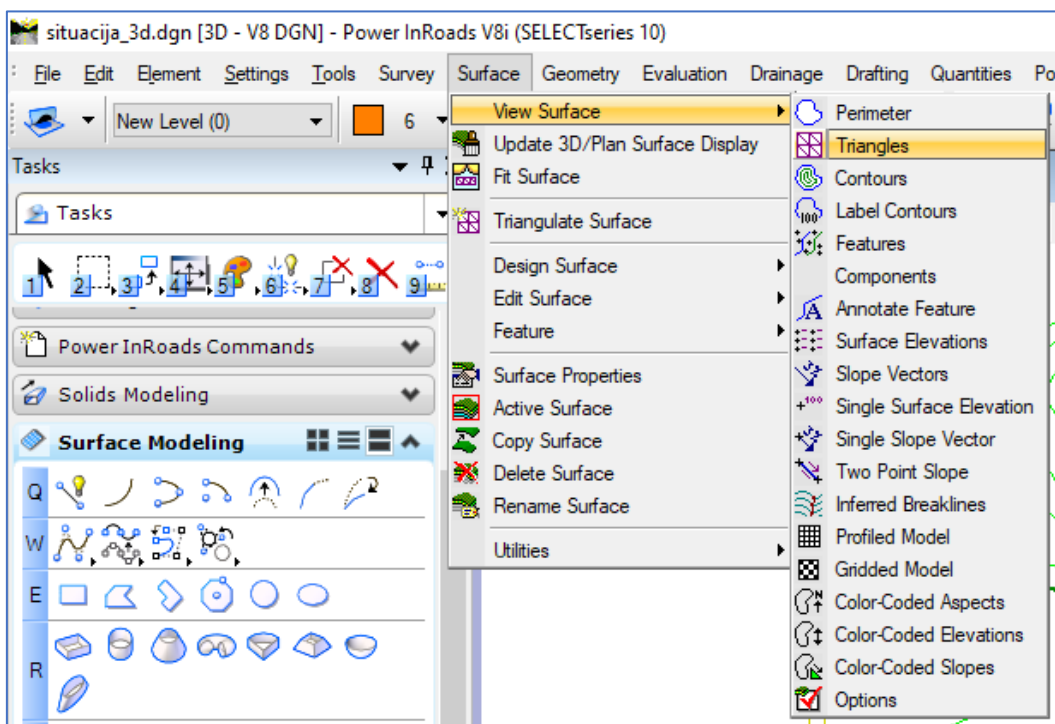 situacija_3d.dgn [3D - V8 DGN] - Power InRoads V8i (SELECTseries 10)
File Edit Element Settings Tools Survey Surface Geometry Evaluation Drainage Drafting Quantities Po
New Level (0) 6
Tasks
Tasks
1 2 3 4 5 6 7 8 9
Power InRoads Commands
Solids Modeling
Surface Modeling
Q
W
E
R
View Surface
Update 3D/Plan Surface Display
Fit Surface
Triangulate Surface
Design Surface
Edit Surface
Feature
Surface Properties
Active Surface
Copy Surface
Delete Surface
Rename Surface
Utilities
Perimeter
Triangles
Contours
Label Contours
Features
Components
Annotate Feature
Surface Elevations
Slope Vectors
Single Surface Elevation
Single Slope Vector
Two Point Slope
Inferred Breaklines
Profiled Model
Gridded Model
Color-Coded Aspects
Color-Coded Elevations
Color-Coded Slopes
Options